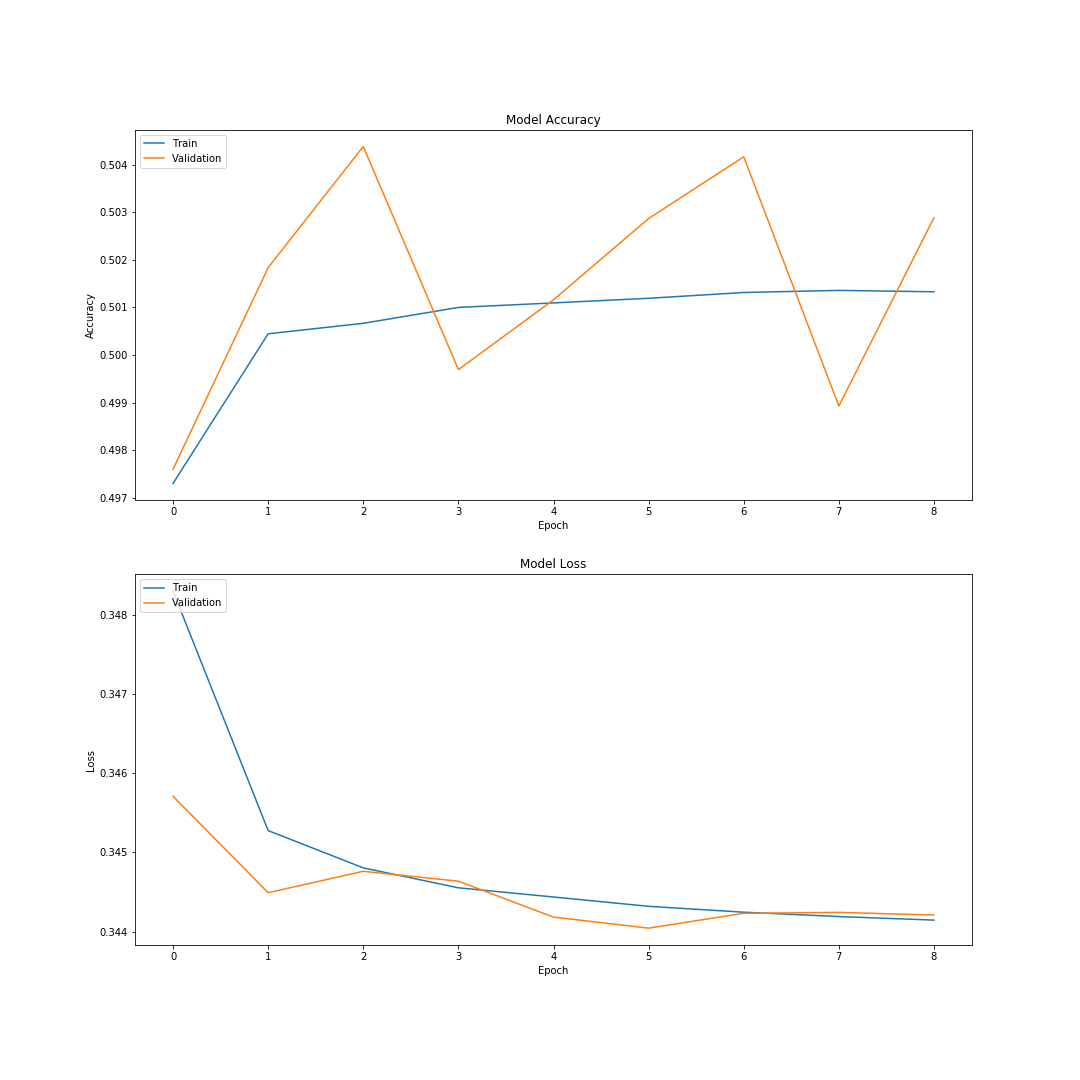 Model Accuracy
Train
Validation
0.504
0.503
0.502
0.501
0.500
0.499
0.498
0.497
Accuracy
0 1 2 3 4 5 6 7 8
Epoch
Model Loss
Train
Validation
0.348
0.347
0.346
0.345
0.344
Loss
0 1 2 3 4 5 6 7 8
Epoch